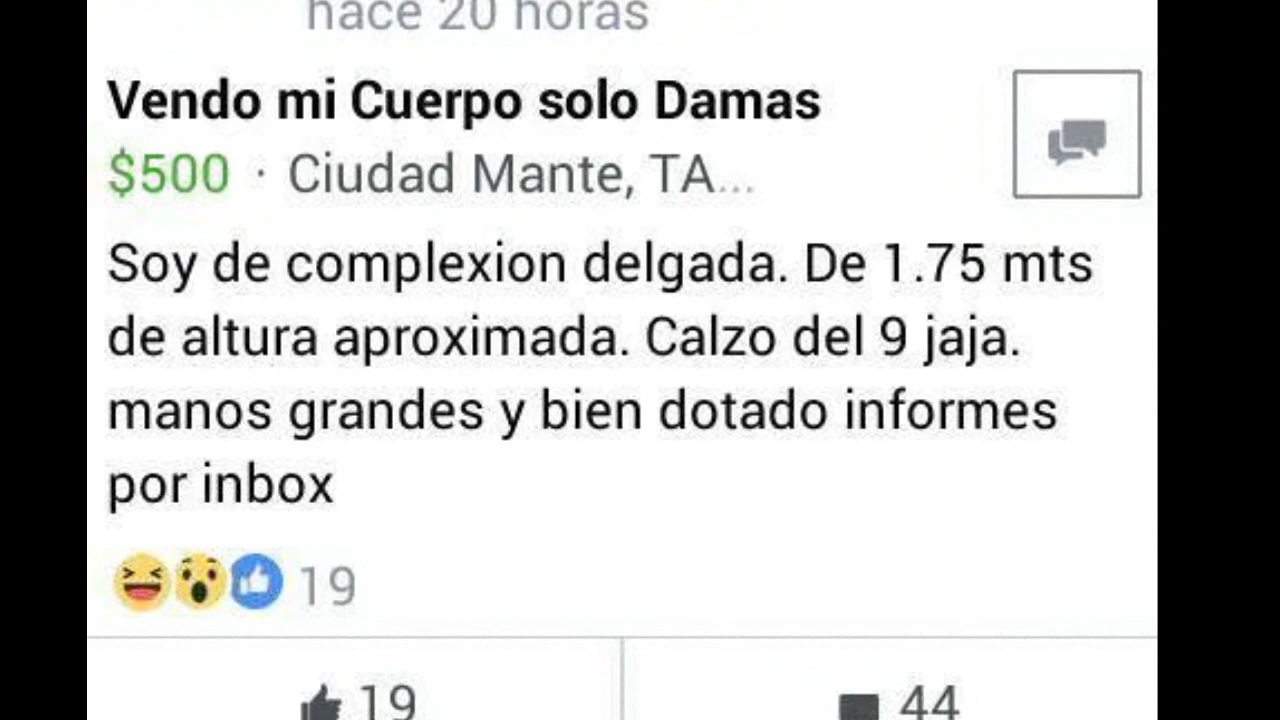 hace 20 horas
Vendo mi Cuerpo solo Damas
$500 · Ciudad Mante, TA...
Soy de complexion delgada. De 1.75 mts
de altura aproximada. Calzo del 9 jaja.
manos grandes y bien dotado informes
por inbox
19
19 44